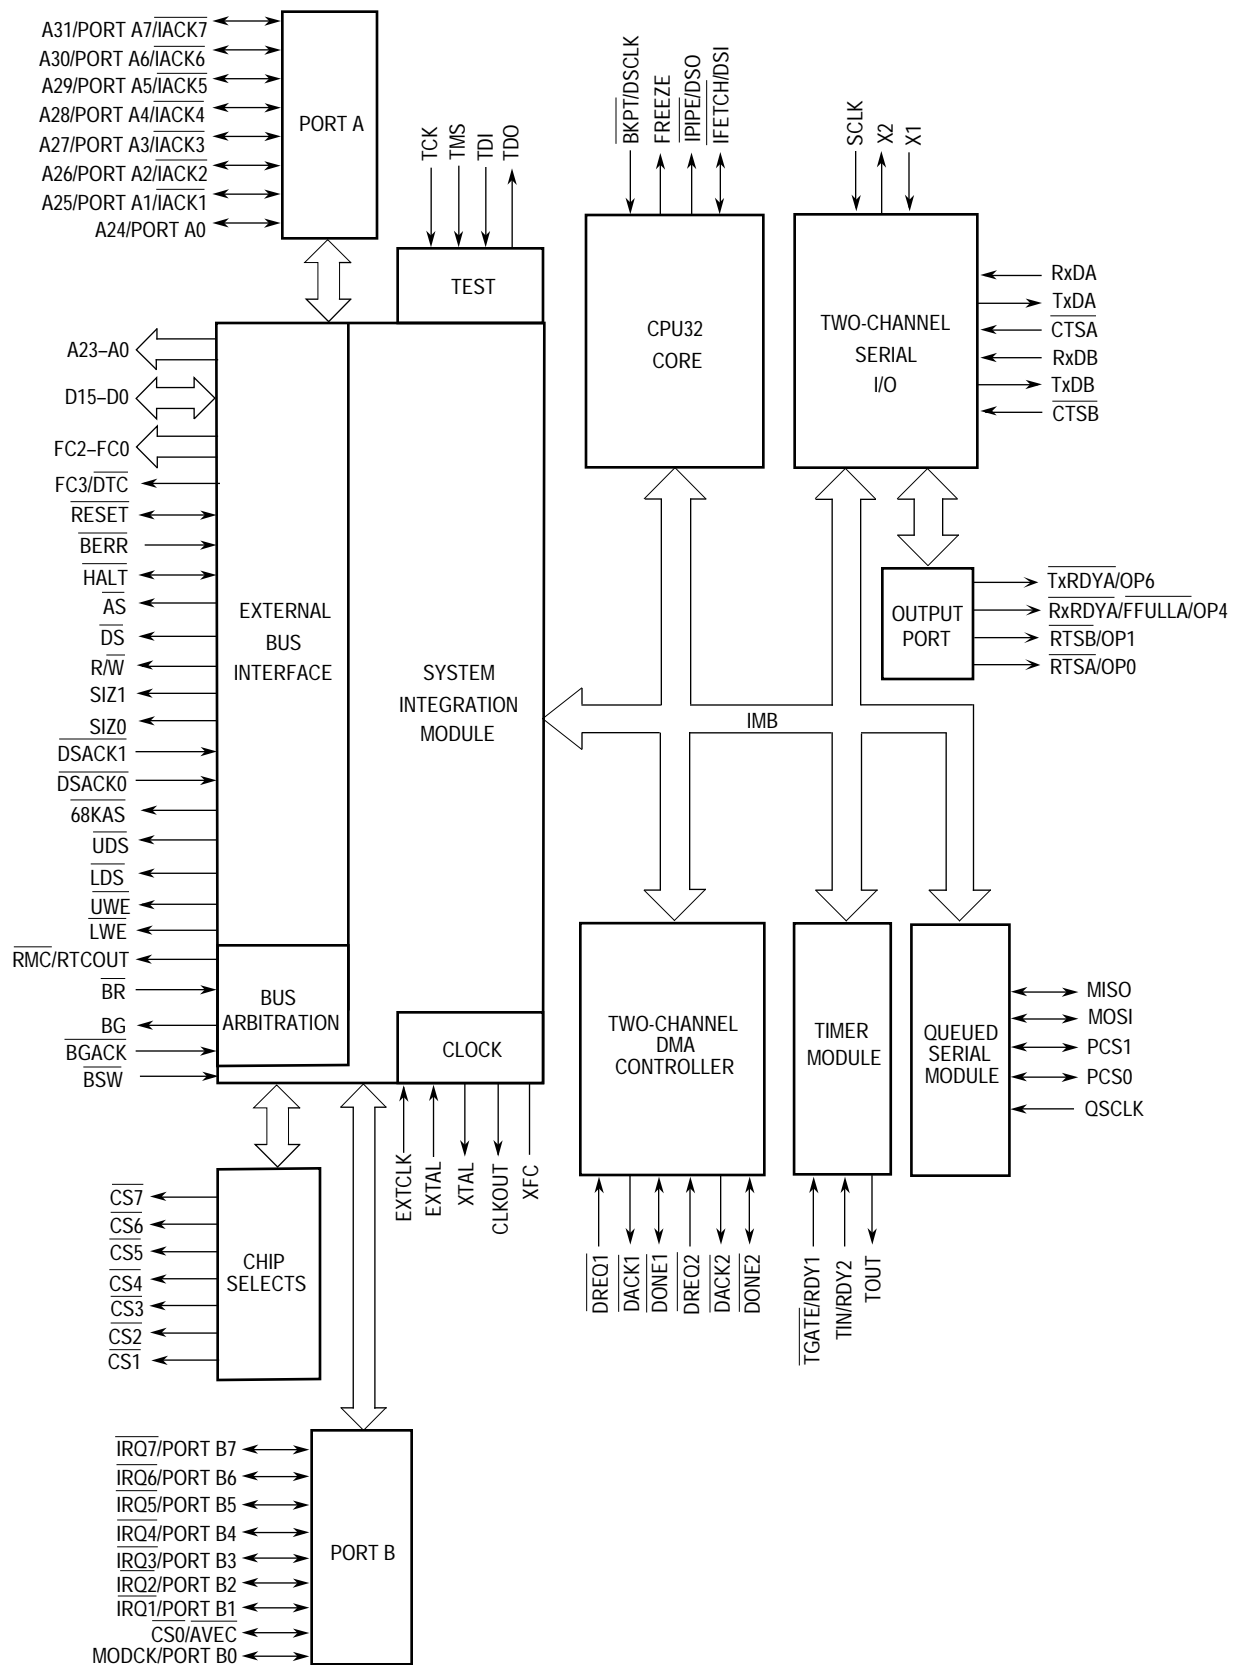 A31/PORT A7/IACK7
A30/PORT A6/IACK6
A29/PORT A5/IACK5
A28/PORT A4/IACK4
A27/PORT A3/IACK3
A26/PORT A2/IACK2
A25/PORT A1/IACK1
A24/PORT A0
PORT A
TCK
TMS
TDI
TDO
TEST
BKPT/DSCLK
FREEZE
IPIPE/DSO
IFETCH/DSI
CPU32
CORE
SCLK
X2
X1
TWO-CHANNEL
SERIAL
I/O
RxDA
TxDA
CTSA
RxDB
TxDB
CTSB
OUTPUT
PORT
TxRDYA/OP6
RxRDYA/FFULLA/OP4
RTSB/OP1
RTSA/OP0
A23–A0
D15–D0
FC2–FC0
FC3/DTC
RESET
BERR
HALT
AS
DS
R/W
SIZ1
SIZ0
DSACK1
DSACK0
68KAS
UDS
LDS
UWE
LWE
RMC/RTCOUT
BR
BG
BGACK
BSW
EXTERNAL
BUS
INTERFACE
SYSTEM
INTEGRATION
MODULE
BUS
ARBITRATION
CLOCK
IMB
EXTCLK
EXTAL
XTAL
CLKOUT
XFC
TWO-CHANNEL
DMA
CONTROLLER
DREQ1
DACK1
DONE1
DREQ2
DACK2
DONE2
TIMER
MODULE
TGATE/RDY1
TIN/RDY2
TOUT
QUEUED
SERIAL
MODULE
MISO
MOSI
PCS1
PCS0
QSCLK
CS7
CS6
CS5
CS4
CS3
CS2
CS1
CHIP
SELECTS
IRQ7/PORT B7
IRQ6/PORT B6
IRQ5/PORT B5
IRQ4/PORT B4
IRQ3/PORT B3
IRQ2/PORT B2
IRQ1/PORT B1
CS0/AVEC
MODCK/PORT B0
PORT B